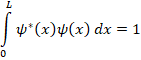 ∫₀ᴸ ψ*(x)ψ(x) dx = 1